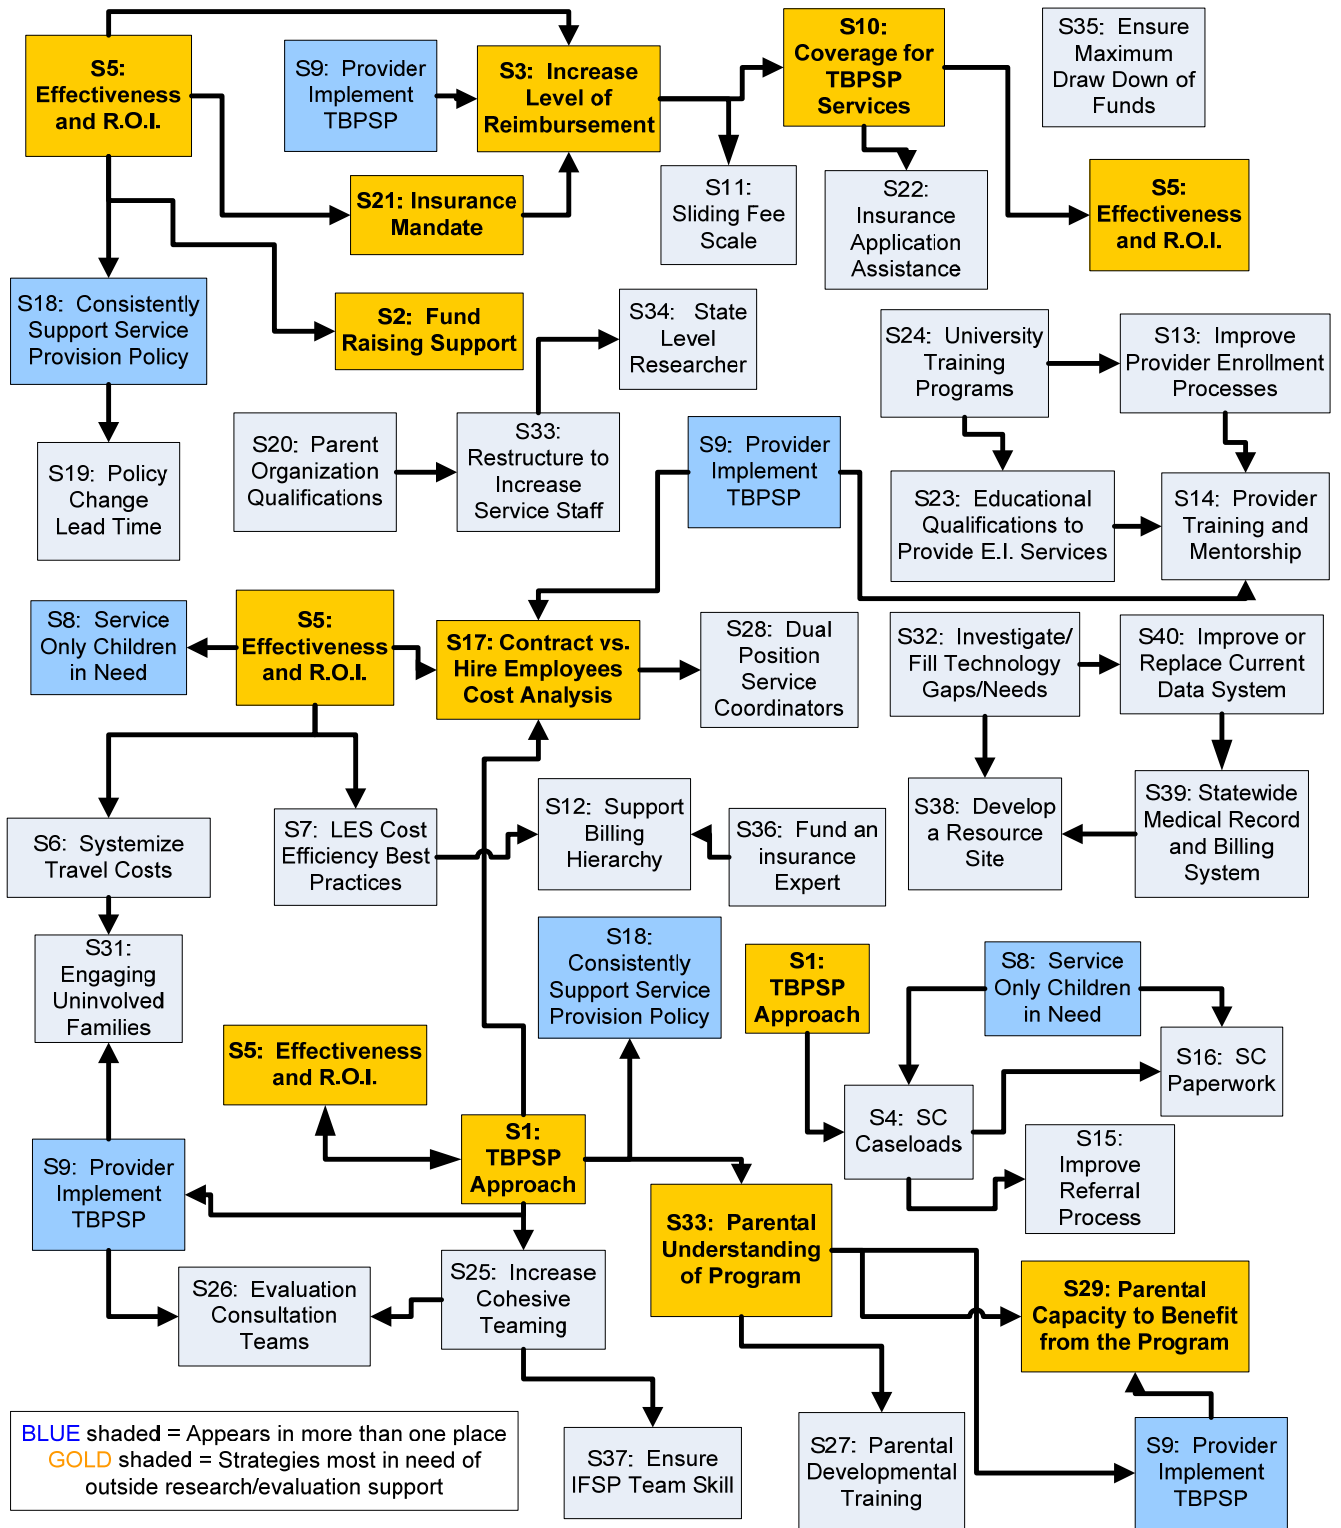 S5:
Effectiveness
and R.O.I.
S9:  Provider
Implement
TBPSP
S3:  Increase
Level of
Reimbursement
S10:
Coverage for
TBPSP
Services
S35:  Ensure
Maximum
Draw Down of
Funds
S21: Insurance
Mandate
S11:
Sliding Fee
Scale
S22:
Insurance
Application
Assistance
S5:
Effectiveness
and R.O.I.
S18:  Consistently
Support Service
Provision Policy
S2:  Fund
Raising Support
S34:  State
Level
Researcher
S24:  University
Training
Programs
S13:  Improve
Provider Enrollment
Processes
S19:  Policy
Change
Lead Time
S20:  Parent
Organization
Qualifications
S33:
Restructure to
Increase
Service Staff
S9:  Provider
Implement
TBPSP
S23:  Educational
Qualifications to
Provide E.I. Services
S14:  Provider
Training and
Mentorship
S8:  Service
Only Children
in Need
S5:
Effectiveness
and R.O.I.
S17: Contract vs.
Hire Employees
Cost Analysis
S28:  Dual
Position
Service
Coordinators
S32:  Investigate/
Fill Technology
Gaps/Needs
S40:  Improve or
Replace Current
Data System
S6:  Systemize
Travel Costs
S7:  LES Cost
Efficiency Best
Practices
S12:  Support
Billing
Hierarchy
S36:  Fund an
insurance
Expert
S38:  Develop
a Resource
Site
S39: Statewide
Medical Record
and Billing
System
S31:
Engaging
Uninvolved
Families
S18:
Consistently
Support Service
Provision Policy
S1:
TBPSP
Approach
S8:  Service
Only Children
in Need
S5:  Effectiveness
and R.O.I.
S16:  SC
Paperwork
S4:  SC
Caseloads
S9:  Provider
Implement
TBPSP
S1:
TBPSP
Approach
S15:
Improve
Referral
Process
S33:  Parental
Understanding
of Program
S26:  Evaluation
Consultation
Teams
S25:  Increase
Cohesive
Teaming
S29:  Parental
Capacity to Benefit
from the Program
BLUE shaded = Appears in more than one place
GOLD shaded = Strategies most in need of
outside research/evaluation support
S37:  Ensure
IFSP Team Skill
S27:  Parental
Developmental
Training
S9:  Provider
Implement
TBPSP